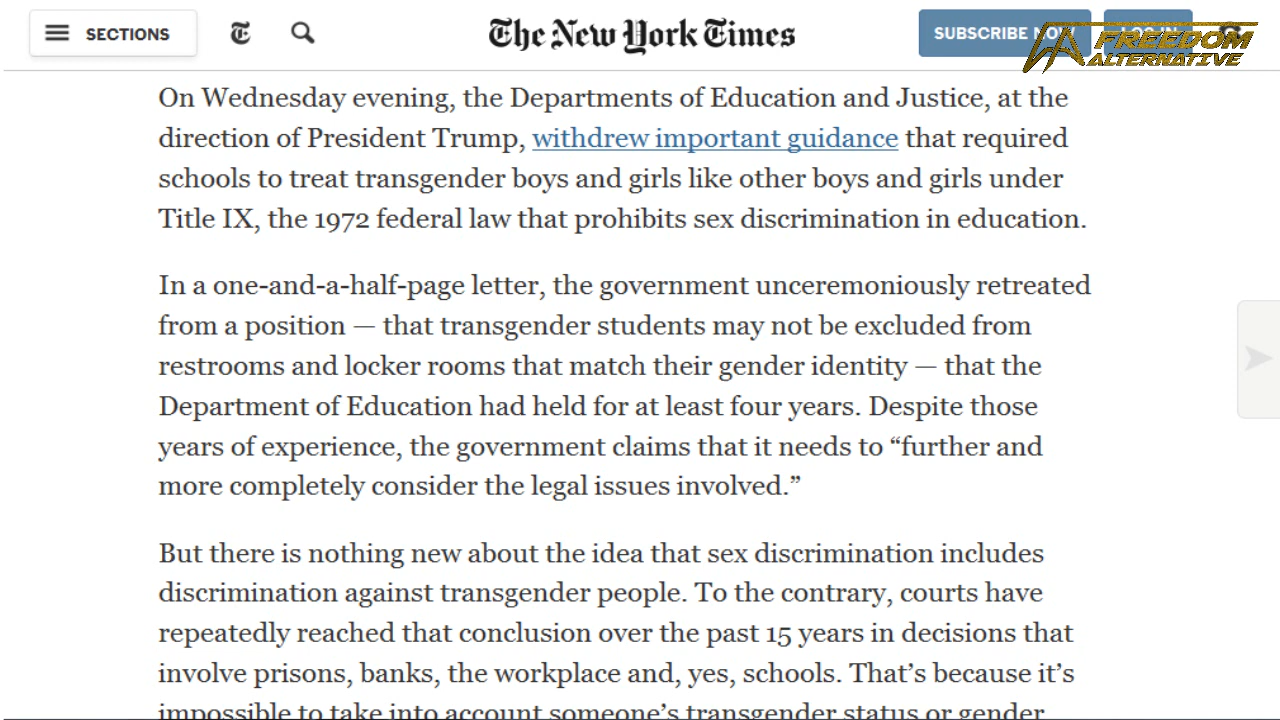 SECTIONS
The New York Times
SUBSCRIBE NOW
LOG IN
FREEDOM
ALTERNATIVE
On Wednesday evening, the Departments of Education and Justice, at the
direction of President Trump, withdrew important guidance that required
schools to treat transgender boys and girls like other boys and girls under
Title IX, the 1972 federal law that prohibits sex discrimination in education.
In a one-and-a-half-page letter, the government unceremoniously retreated
from a position — that transgender students may not be excluded from
restrooms and locker rooms that match their gender identity — that the
Department of Education had held for at least four years. Despite those
years of experience, the government claims that it needs to “further and
more completely consider the legal issues involved.”
But there is nothing new about the idea that sex discrimination includes
discrimination against transgender people. To the contrary, courts have
repeatedly reached that conclusion over the past 15 years in decisions that
involve prisons, banks, the workplace and, yes, schools. That’s because it’s
impossible to take into account someone’s transgender status or gender